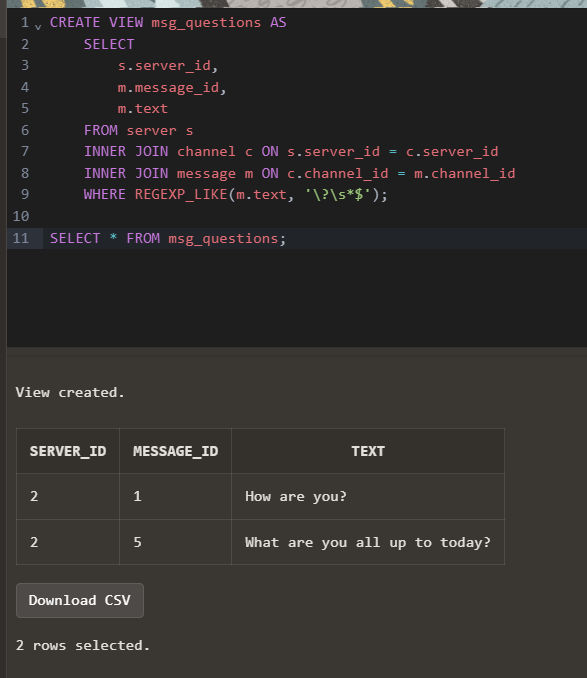 1 CREATE VIEW msg_questions AS
2 SELECT
3 s.server_id,
4 m.message_id,
5 m.text
6 FROM server s
7 INNER JOIN channel c ON s.server_id = c.server_id
8 INNER JOIN message m ON c.channel_id = m.channel_id
9 WHERE REGEXP_LIKE(m.text, '\?\s*$');
10
11 SELECT * FROM msg_questions;
View created.
SERVER_ID MESSAGE_ID TEXT
2 1 How are you?
2 5 What are you all up to today?
Download CSV
2 rows selected.